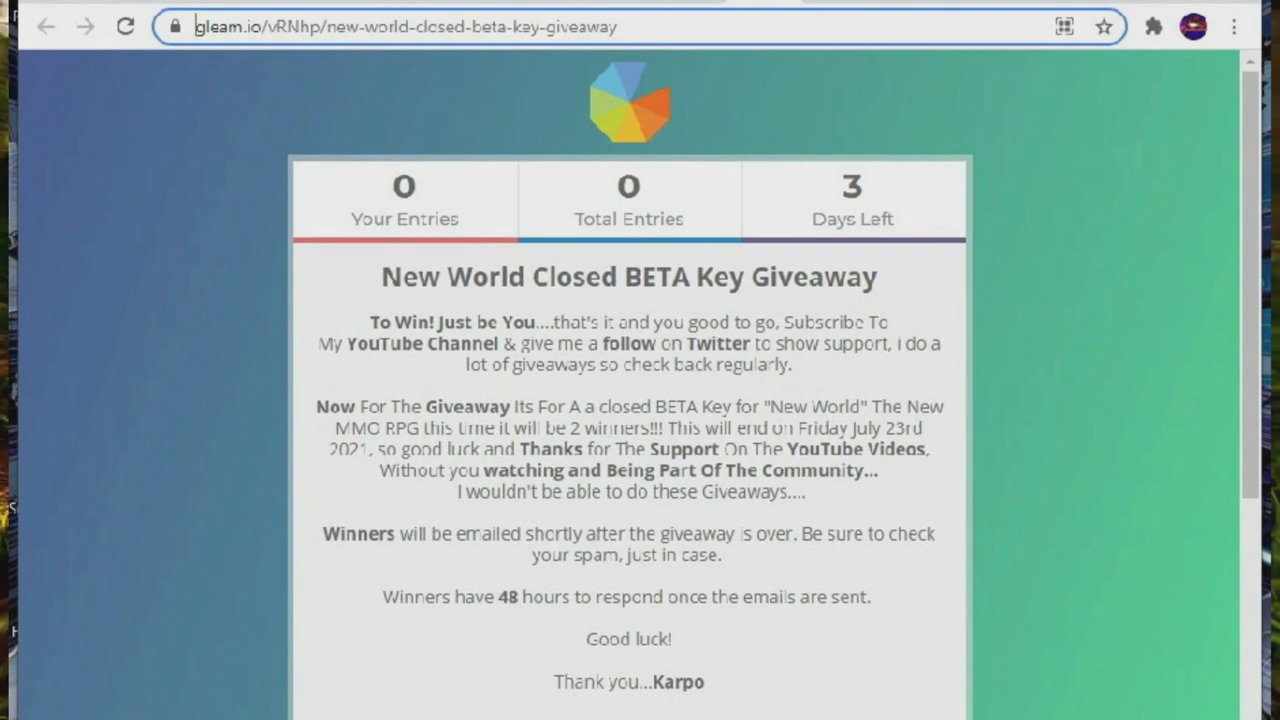 gleam.io/vRNhp/new-world-closed-beta-key-giveaway
0
Your Entries
0
Total Entries
3
Days Left
New World Closed BETA Key Giveaway
To Win! Just be You....that's it and you good to go, Subscribe To
My YouTube Channel & give me a follow on Twitter to show support, i do a
lot of giveaways so check back regularly.
Now For The Giveaway Its For A a closed BETA Key for "New World" The New
MMO RPG this time it will be 2 winners!!! This will end on Friday July 23rd
2021, so good luck and Thanks for The Support On The YouTube Videos,
Without you watching and Being Part Of The Community...
I wouldn't be able to do these Giveaways....
Winners will be emailed shortly after the giveaway is over. Be sure to check
your spam, just in case.
Winners have 48 hours to respond once the emails are sent.
Good luck!
Thank you...Karpo